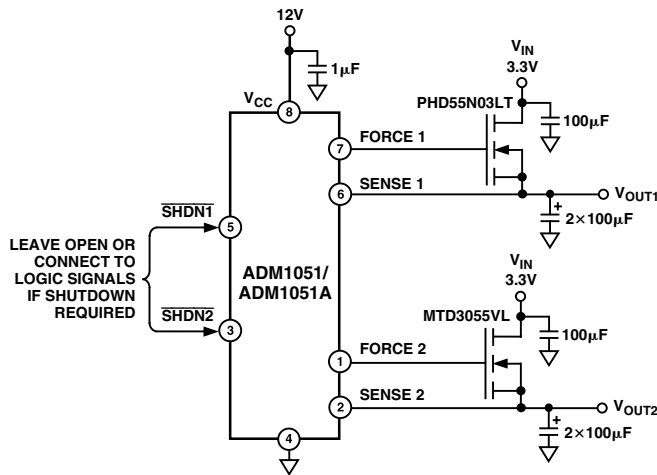 12V
1µF
VCC
8
VIN
3.3V
PHD55N03LT
100µF
7
FORCE 1
6
SENSE 1
VOUT1
+
2×100µF
SHDN1
5
LEAVE OPEN OR
CONNECT TO
LOGIC SIGNALS
IF SHUTDOWN
REQUIRED
ADM1051/
ADM1051A
SHDN2
3
VIN
3.3V
MTD3055VL
100µF
1
FORCE 2
2
SENSE 2
VOUT2
+
2×100µF
4